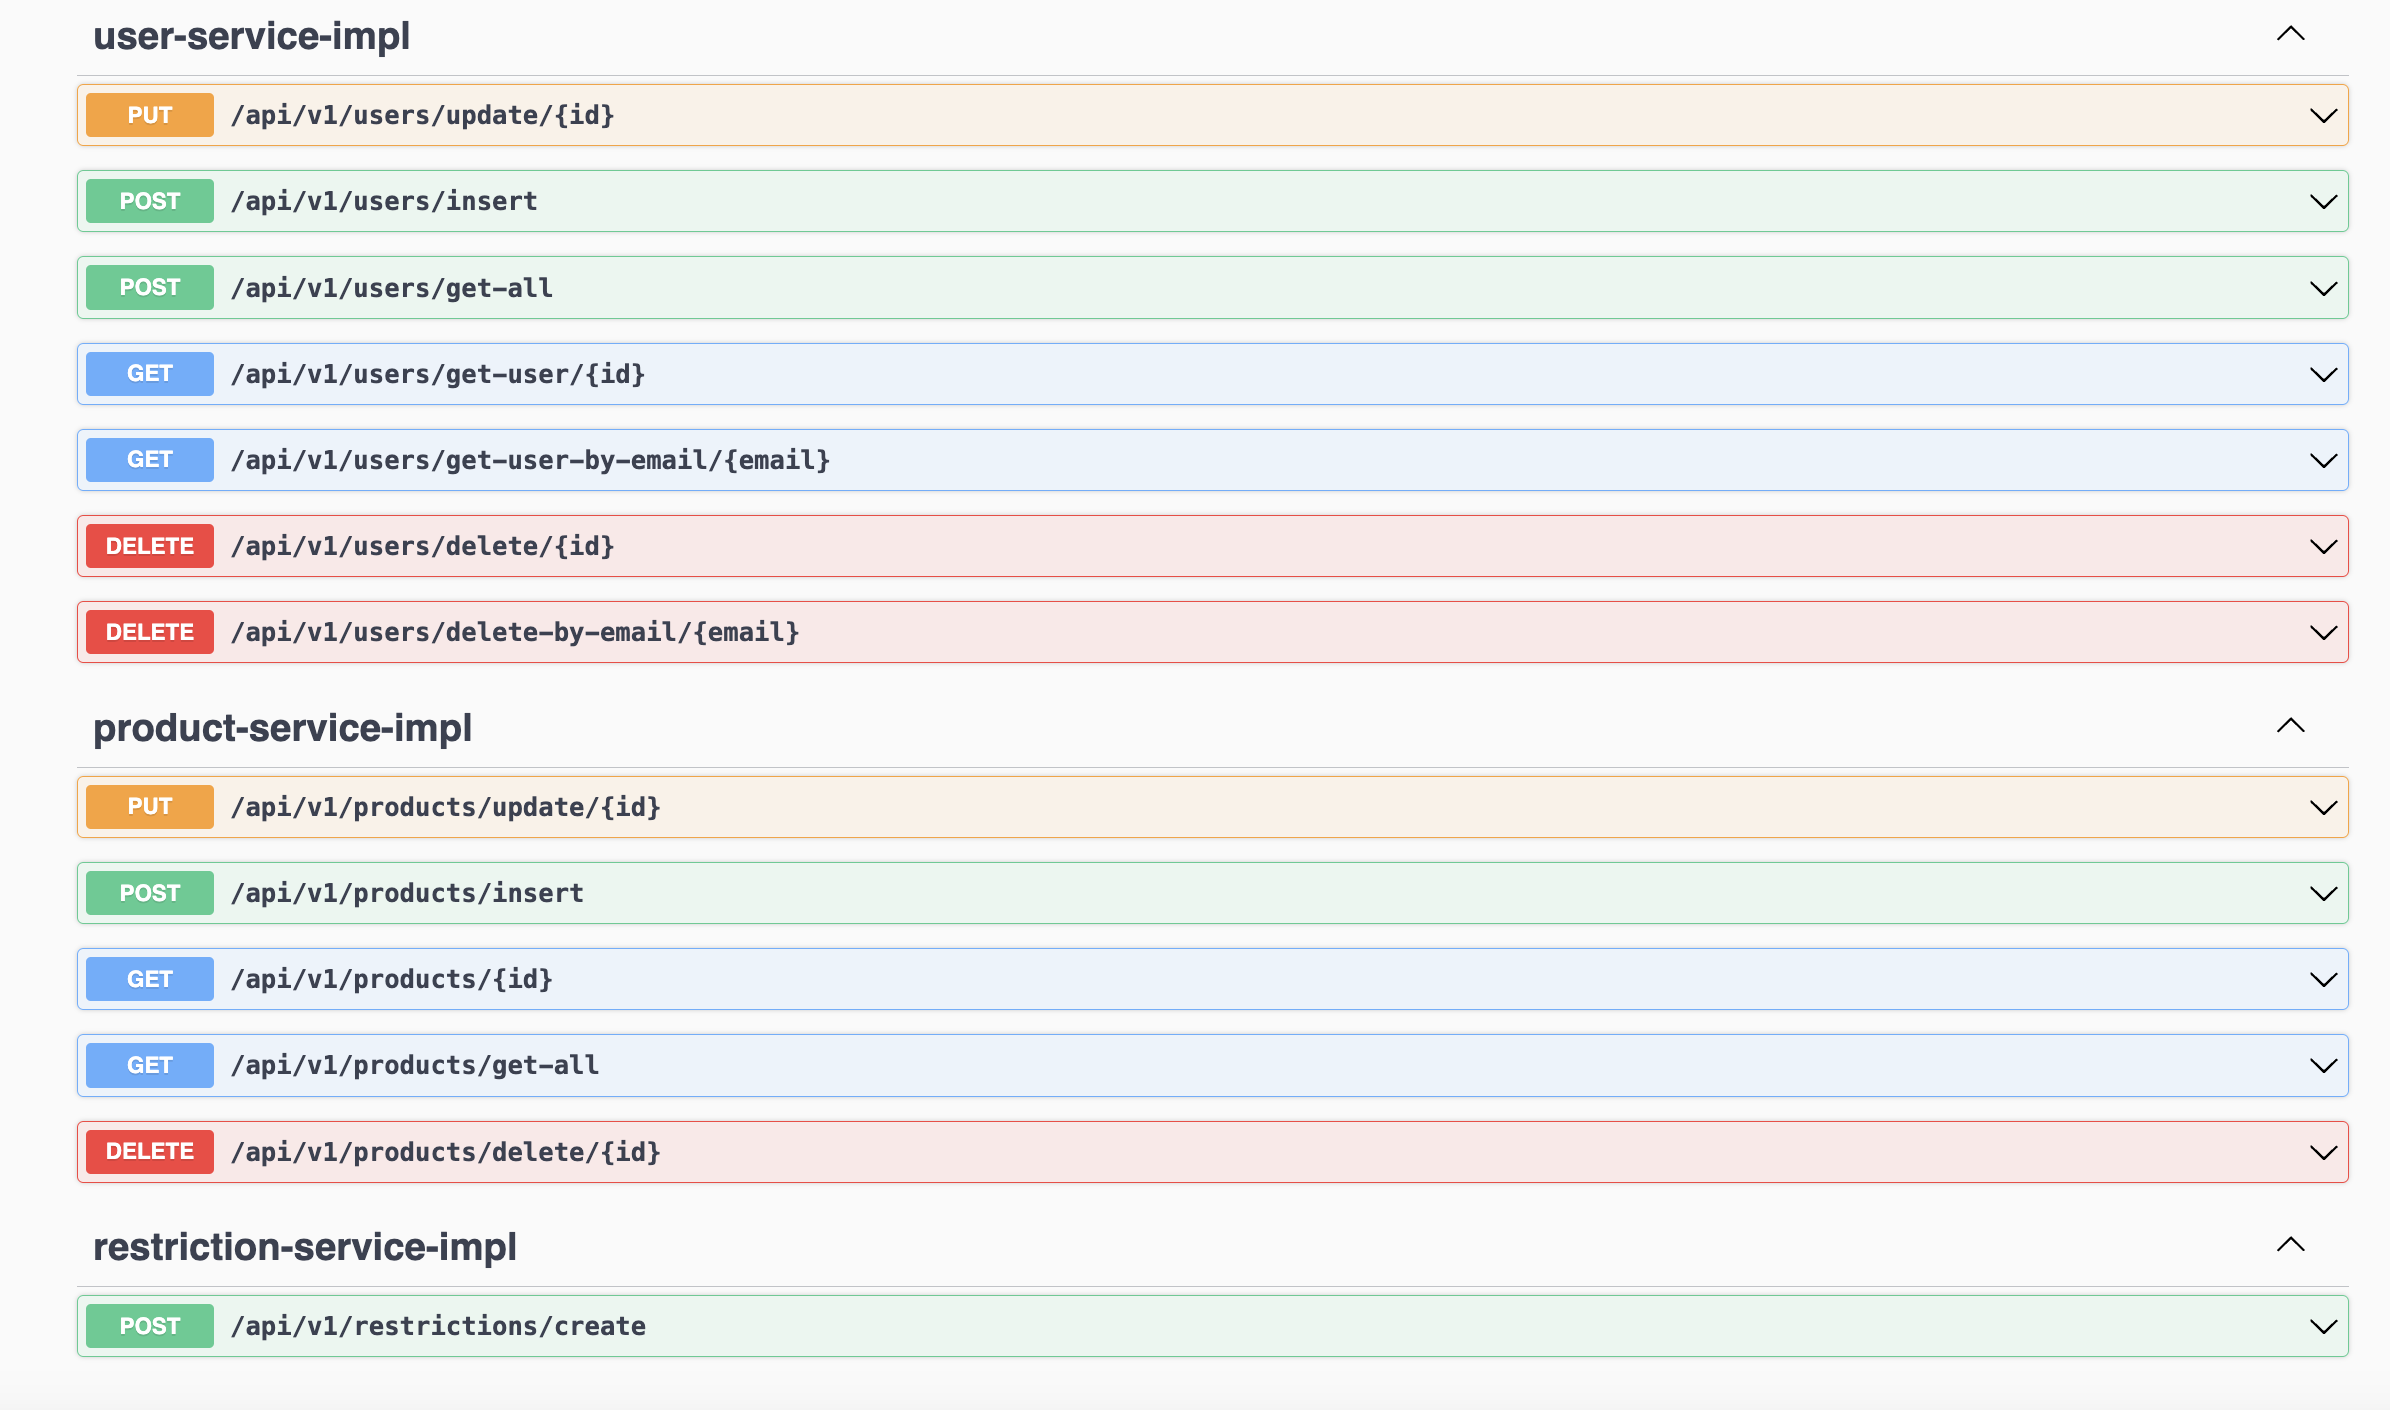 user-service-impl
PUT /api/v1/users/update/{id}
POST /api/v1/users/insert
POST /api/v1/users/get-all
GET /api/v1/users/get-user/{id}
GET /api/v1/users/get-user-by-email/{email}
DELETE /api/v1/users/delete/{id}
DELETE /api/v1/users/delete-by-email/{email}
product-service-impl
PUT /api/v1/products/update/{id}
POST /api/v1/products/insert
GET /api/v1/products/{id}
GET /api/v1/products/get-all
DELETE /api/v1/products/delete/{id}
restriction-service-impl
POST /api/v1/restrictions/create